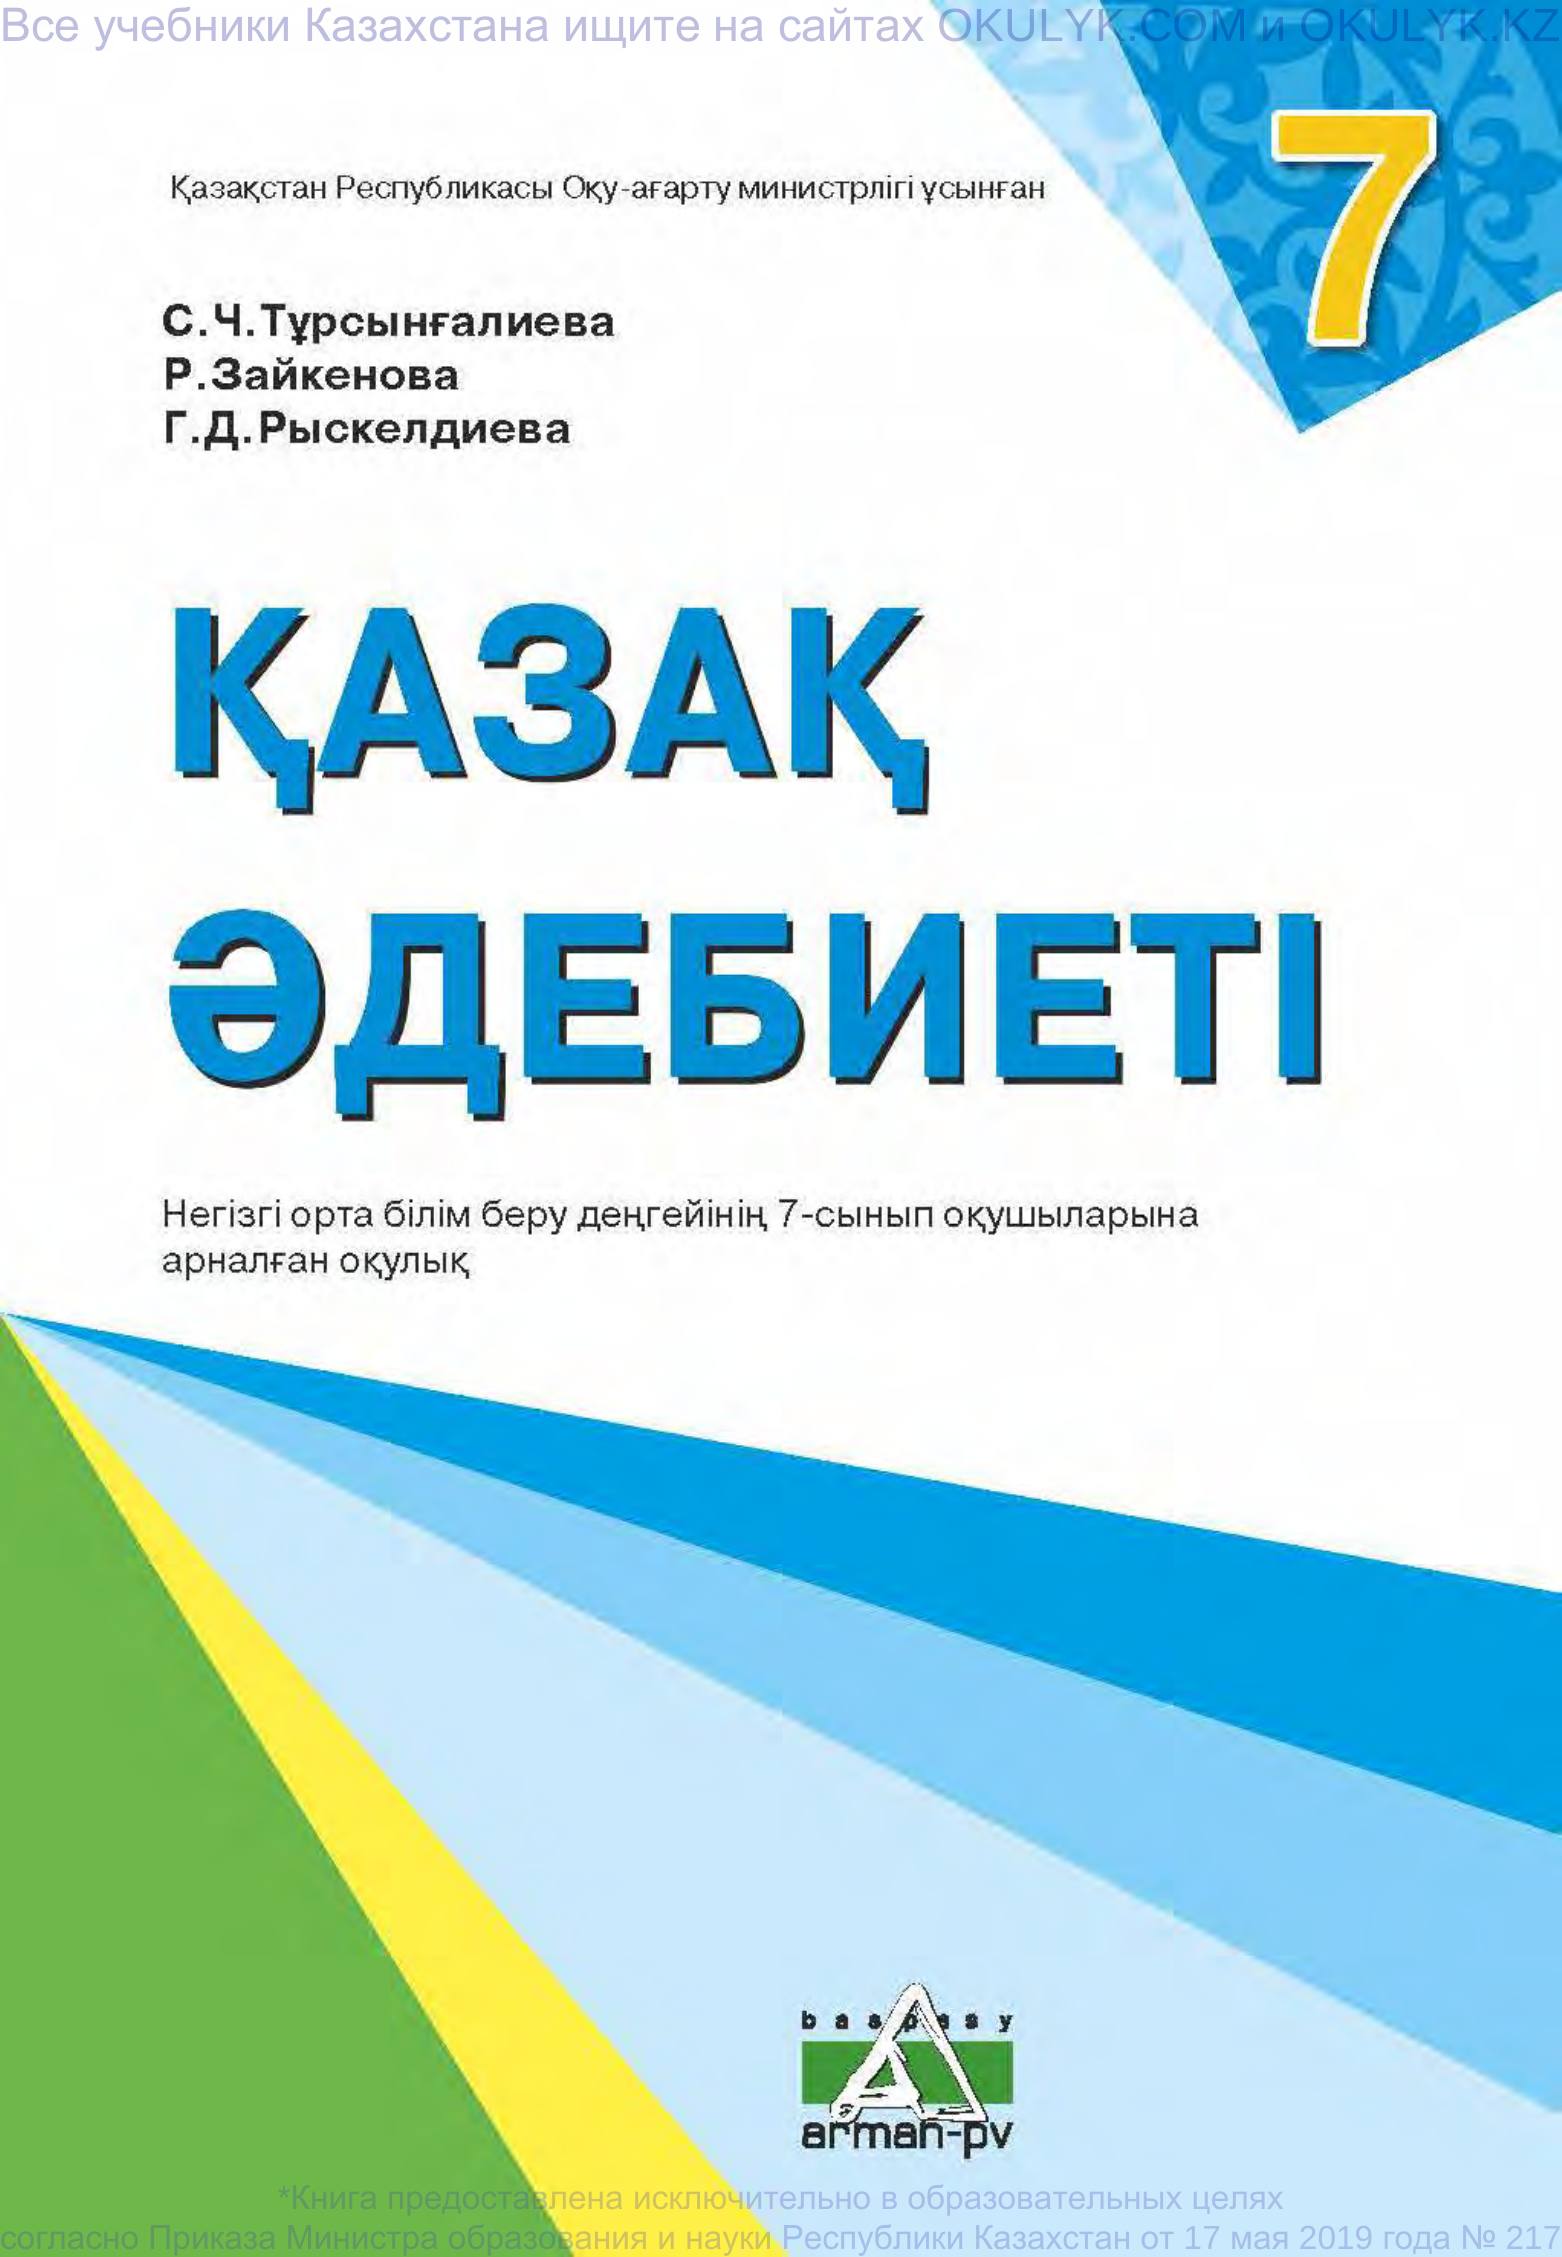 Все учебники Казахстана ищите на сайтах OKULYK.COM и OKULYK.KZ
7
Қазақстан Республикасы Оқу-ағарту министрлігі ұсынған
С.Ч.Тұрсынғалиева
Р.Зайкенова
Г.Д.Рыскелдиева
ҚАЗАҚ
ӘДЕБИЕТІ
Негізгі орта білім беру деңгейінің 7-сынып оқушыларына
арналған оқулық
baspasy
arman-pv
*Книга предоставлена исключительно в образовательных целях
согласно Приказа Министра образования и науки Республики Казахстан от 17 мая 2019 года № 217